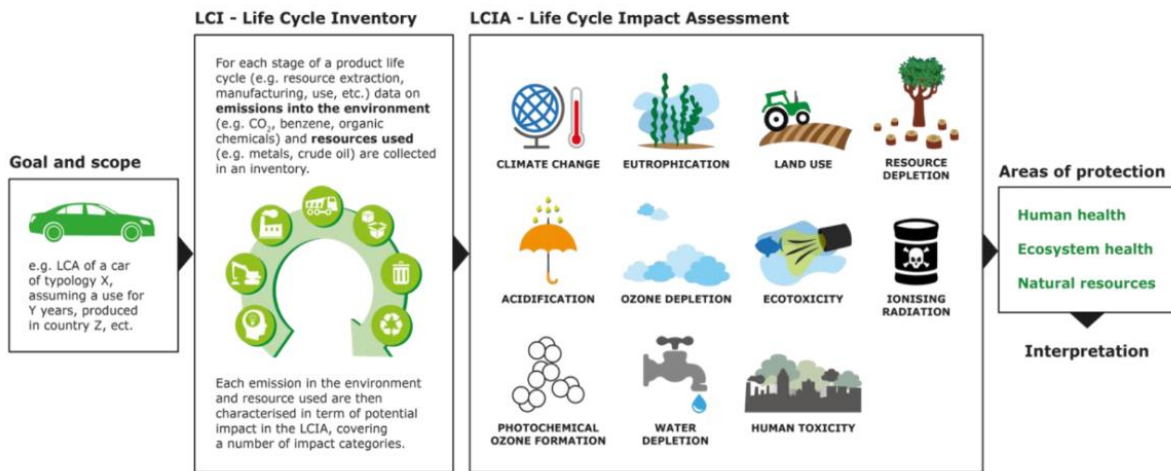 Goal and scope
e.g. LCA of a car
of typology X,
assuming a use for
Y years, produced
in country Z, ect.
LCI - Life Cycle Inventory
For each stage of a product life
cycle (e.g. resource extraction,
manufacturing, use, etc.) data on
emissions into the environment
(e.g. CO₂, benzene, organic
chemicals) and resources used
(e.g. metals, crude oil) are collected
in an inventory.
Each emission in the environment
and resource used are then
characterised in term of potential
impact in the LCIA, covering
a number of impact categories.
LCIA - Life Cycle Impact Assessment
CLIMATE CHANGE
EUTROPHICATION
LAND USE
RESOURCE
DEPLETION
ACIDIFICATION
OZONE DEPLETION
ECOTOXICITY
IONISING
RADIATION
PHOTOCHEMICAL
OZONE FORMATION
WATER
DEPLETION
HUMAN TOXICITY
Areas of protection
Human health
Ecosystem health
Natural resources
Interpretation